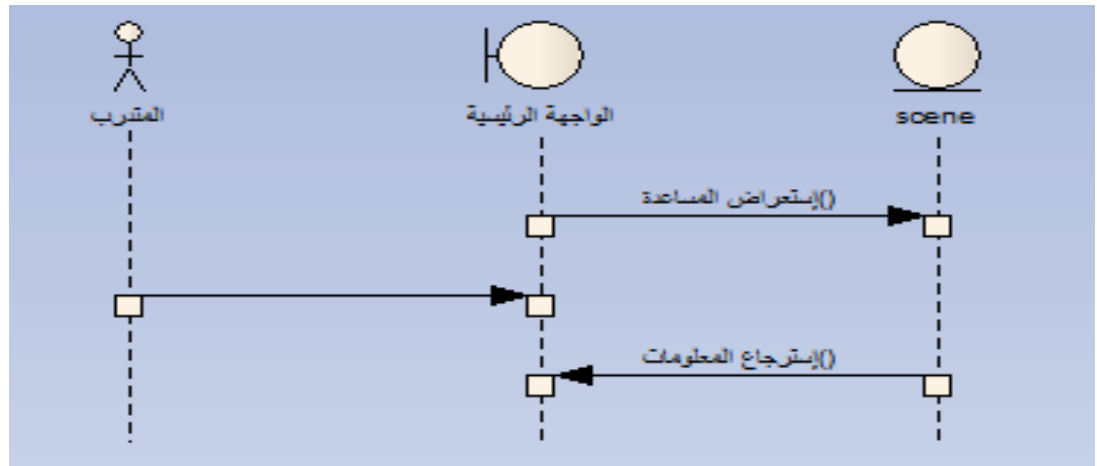 المتدرب
الواجهة الرئيسية
scene
إستعراض المساعدة()
إسترجاع المعلومات()